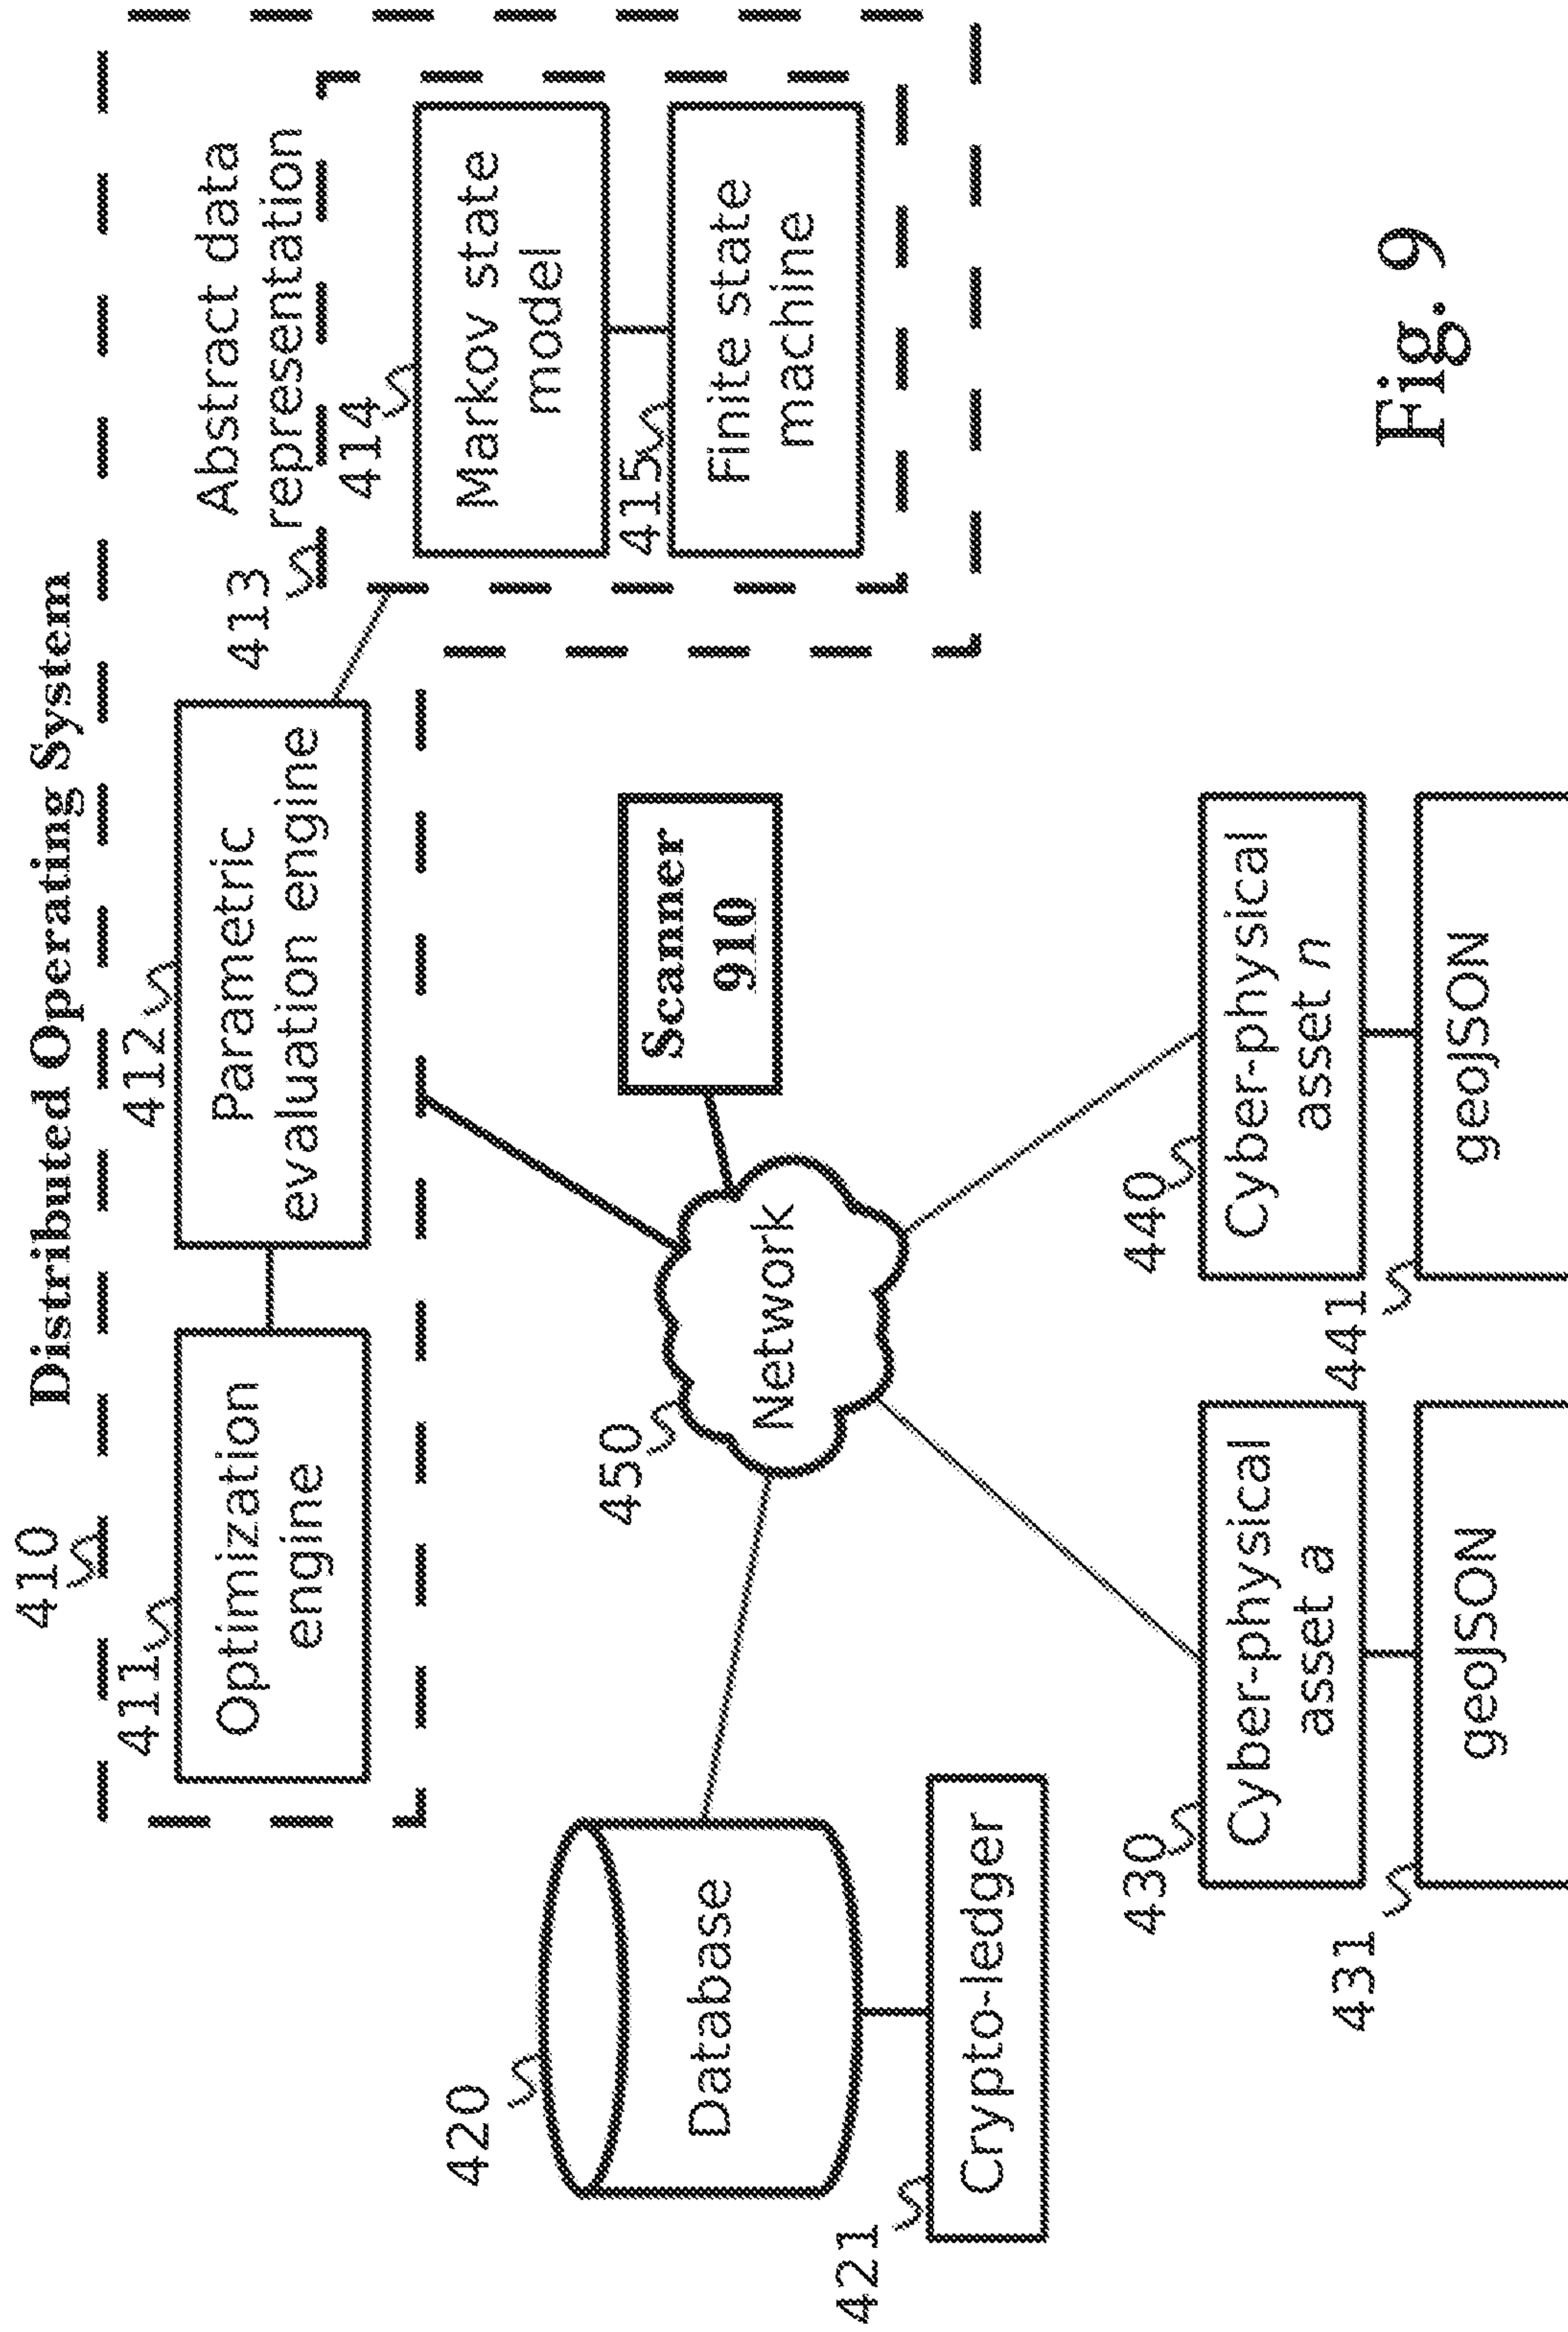 Distributed Operating System
410
411
412
413
Optimization
engine
Parametric
evaluation engine
Abstract data
representation
414
Markov state
model
415
Finite state
machine
420
Database
421
Crypto-ledger
450
Network
Scanner
910
430
Cyber-physical
asset a
431
geoJSON
440
Cyber-physical
asset n
441
geoJSON
Fig. 9